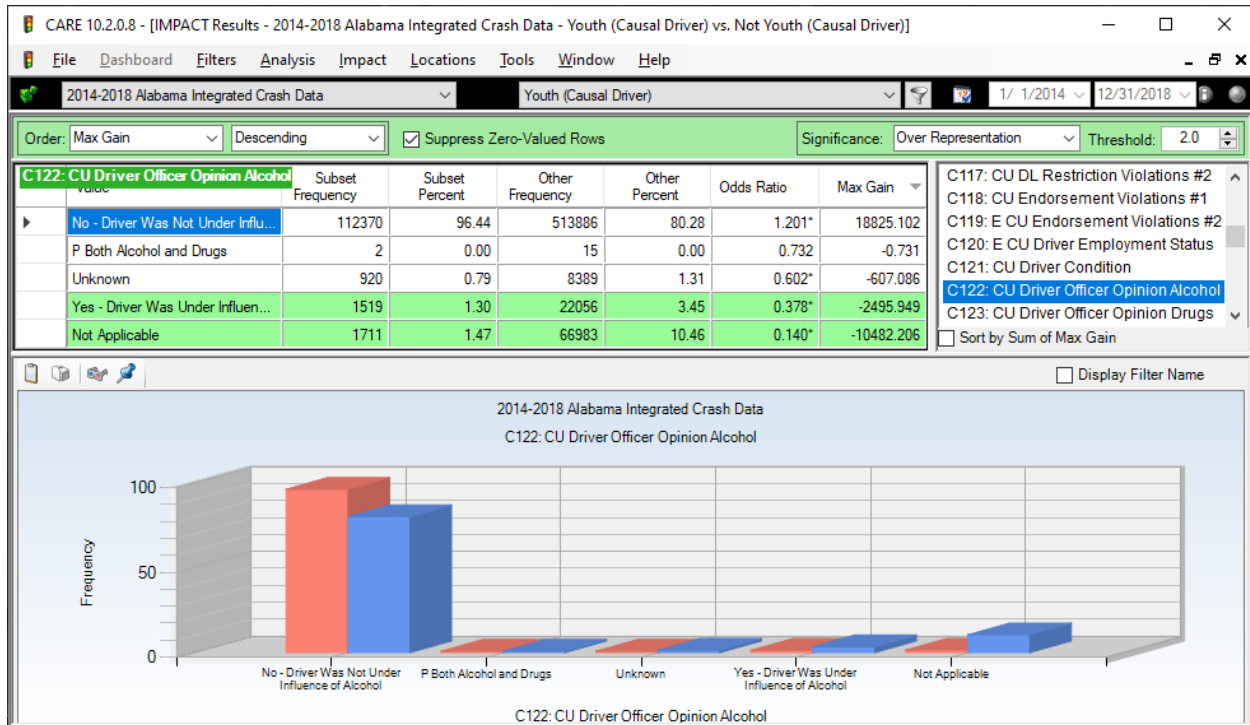 CARE 10.2.0.8 - [IMPACT Results - 2014-2018 Alabama Integrated Crash Data - Youth (Causal Driver) vs. Not Youth (Causal Driver)]
File Dashboard Filters Analysis Impact Locations Tools Window Help
2014-2018 Alabama Integrated Crash Data Youth (Causal Driver) 1/ 1/2014 12/31/2018
Order: Max Gain Descending Suppress Zero-Valued Rows Significance: Over Representation Threshold: 2.0
C122: CU Driver Officer Opinion Alcohol Subset Frequency Subset Percent Other Frequency Other Percent Odds Ratio Max Gain
No - Driver Was Not Under Influ... 112370 96.44 513886 80.28 1.201* 18825.102
P Both Alcohol and Drugs 2 0.00 15 0.00 0.732 -0.731
Unknown 920 0.79 8389 1.31 0.602* -607.086
Yes - Driver Was Under Influen... 1519 1.30 22056 3.45 0.378* -2495.949
Not Applicable 1711 1.47 66983 10.46 0.140* -10482.206
C117: CU DL Restriction Violations #2
C118: CU Endorsement Violations #1
C119: E CU Endorsement Violations #2
C120: E CU Driver Employment Status
C121: CU Driver Condition
C122: CU Driver Officer Opinion Alcohol
C123: CU Driver Officer Opinion Drugs
Sort by Sum of Max Gain
Display Filter Name
2014-2018 Alabama Integrated Crash Data
C122: CU Driver Officer Opinion Alcohol
100
50
0
Frequency
No - Driver Was Not Under
Influence of Alcohol
P Both Alcohol and Drugs
Unknown
Yes - Driver Was Under
Influence of Alcohol
Not Applicable
C122: CU Driver Officer Opinion Alcohol